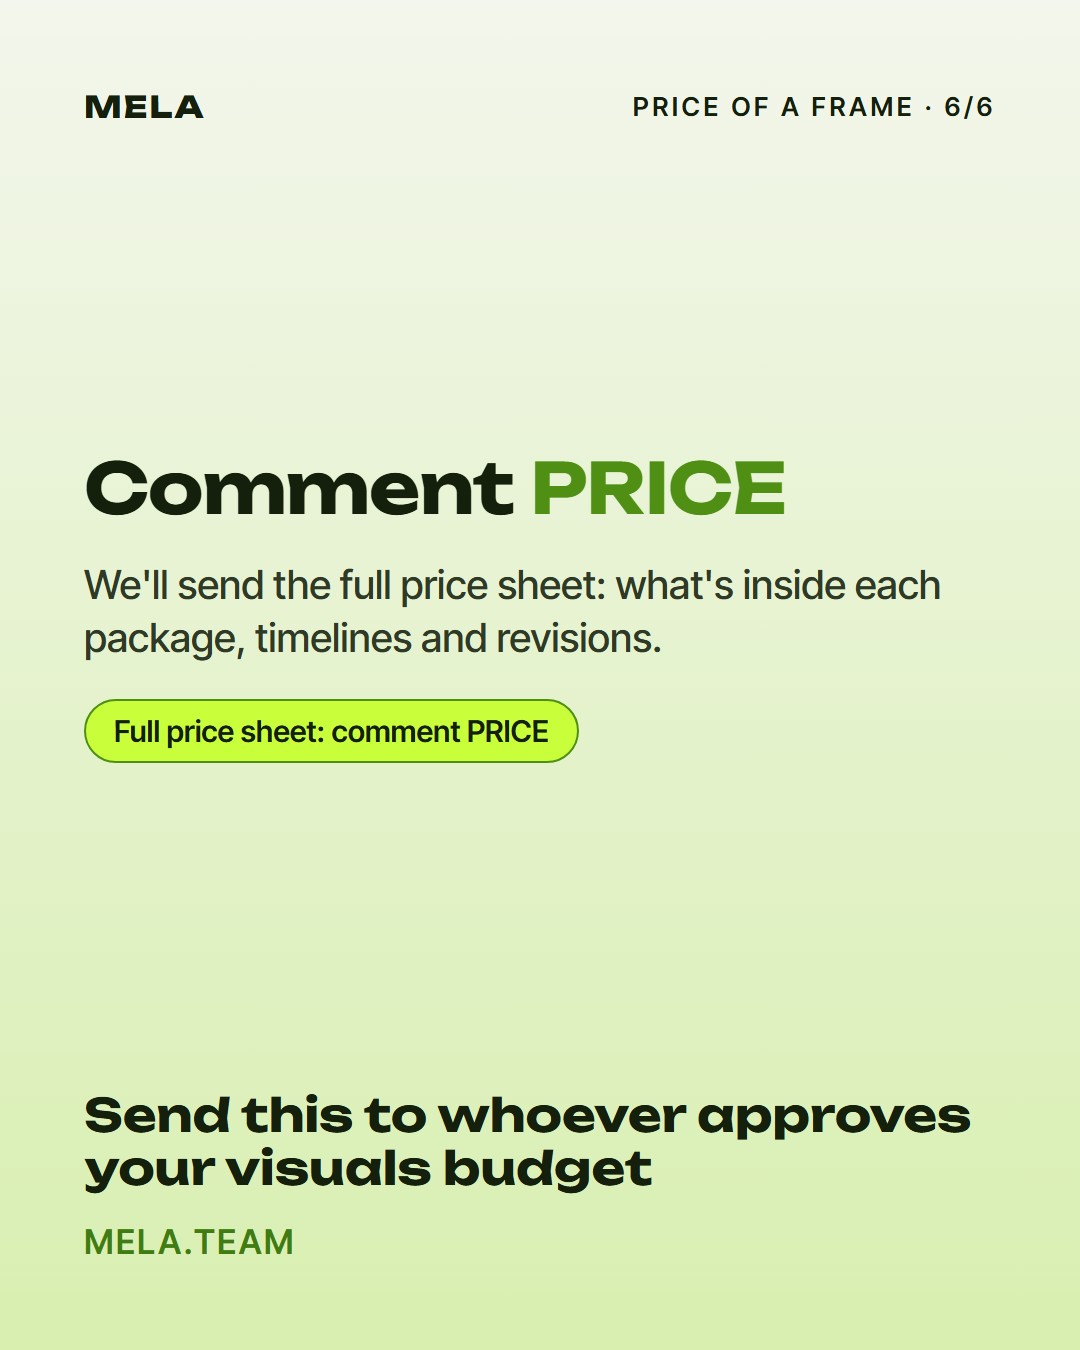 MELA
PRICE OF A FRAME · 6/6
Comment PRICE
We'll send the full price sheet: what's inside each
package, timelines and revisions.
Full price sheet: comment PRICE
Send this to whoever approves
your visuals budget
MELA.TEAM